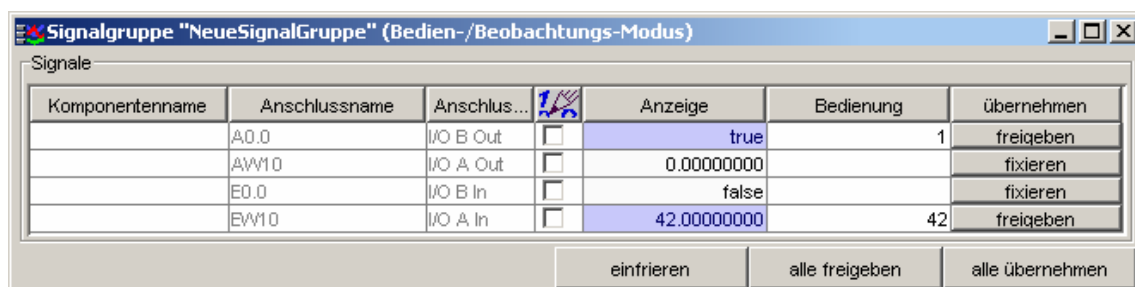 Signalgruppe "NeueSignalGruppe" (Bedien-/Beobachtungs-Modus)
Signale
Komponentenname Anschlussname Anschlus... Anzeige Bedienung übernehmen
A0.0 I/O B Out true 1 freigeben
AW10 I/O A Out 0.00000000 fixieren
E0.0 I/O B In false fixieren
EW10 I/O A In 42.00000000 42 freigeben
einfrieren alle freigeben alle übernehmen